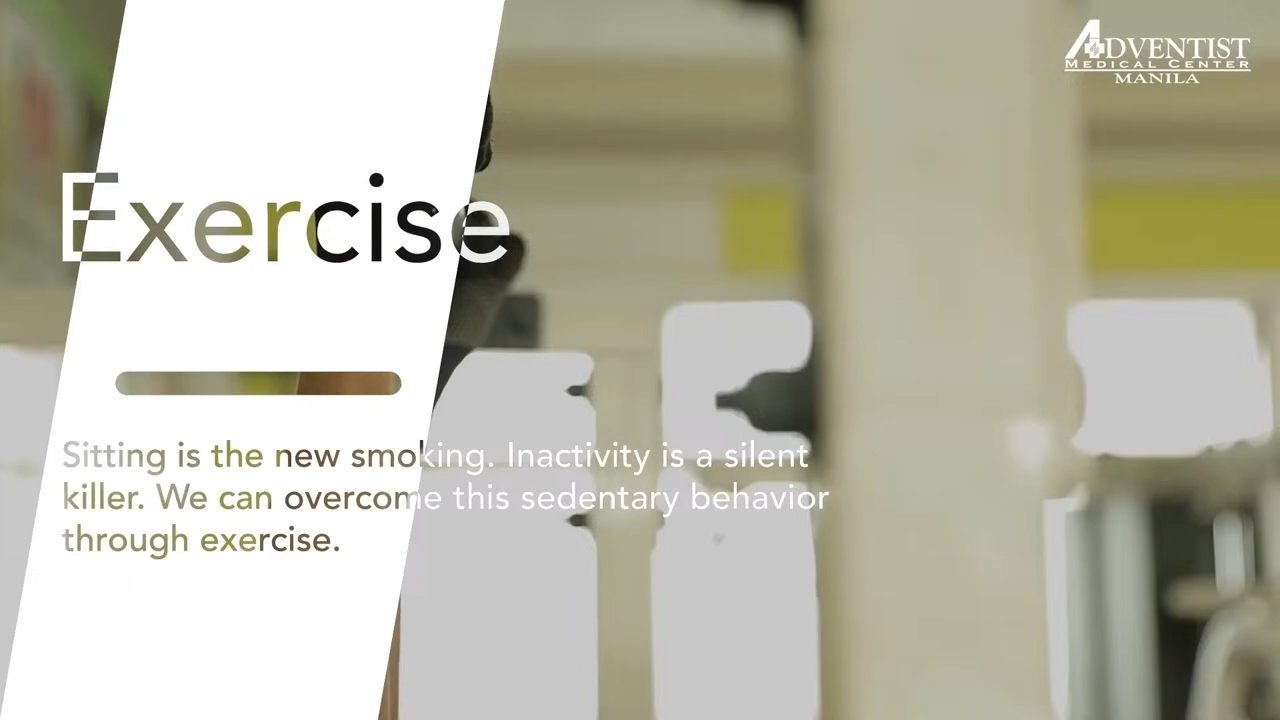 ADVENTIST
MEDICAL CENTER
MANILA
Exercise
Sitting is the new smoking. Inactivity is a silent
killer. We can overcome this sedentary behavior
through exercise.